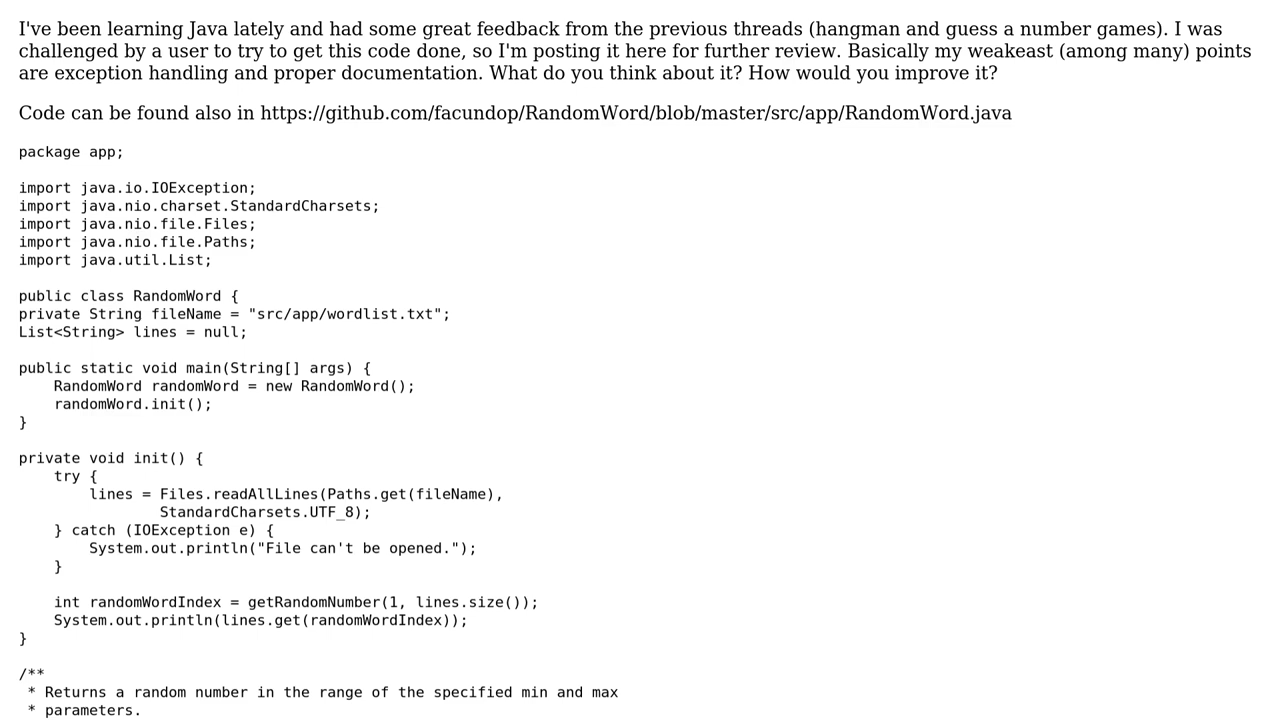 I've been learning Java lately and had some great feedback from the previous threads (hangman and guess a number games). I was
challenged by a user to try to get this code done, so I'm posting it here for further review. Basically my weakeast (among many) points
are exception handling and proper documentation. What do you think about it? How would you improve it?
Code can be found also in https://github.com/facundop/RandomWord/blob/master/src/app/RandomWord.java
package app;
import java.io.IOException;
import java.nio.charset.StandardCharsets;
import java.nio.file.Files;
import java.nio.file.Paths;
import java.util.List;
public class RandomWord {
private String fileName = "src/app/wordlist.txt";
List<String> lines = null;
public static void main(String[] args) {
    RandomWord randomWord = new RandomWord();
    randomWord.init();
}
private void init() {
    try {
        lines = Files.readAllLines(Paths.get(fileName),
                StandardCharsets.UTF_8);
    } catch (IOException e) {
        System.out.println("File can't be opened.");
    }
    int randomWordIndex = getRandomNumber(1, lines.size());
    System.out.println(lines.get(randomWordIndex));
}
/**
 * Returns a random number in the range of the specified min and max
 * parameters.